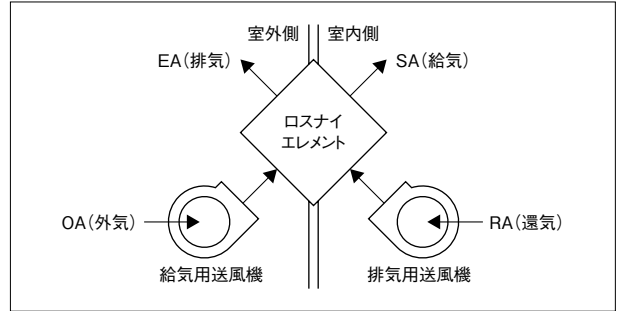 室外側 室内側
EA(排気) SA(給気)
ロスナイ
エレメント
OA(外気) RA(還気)
給気用送風機 排気用送風機